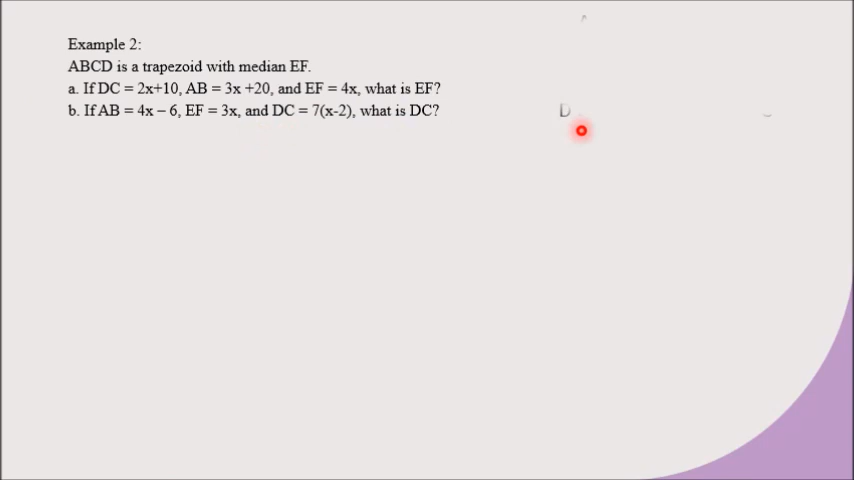 Example 2:
ABCD is a trapezoid with median EF.
a. If DC = 2x+10, AB = 3x +20, and EF = 4x, what is EF?
b. If AB = 4x – 6, EF = 3x, and DC = 7(x-2), what is DC?
D